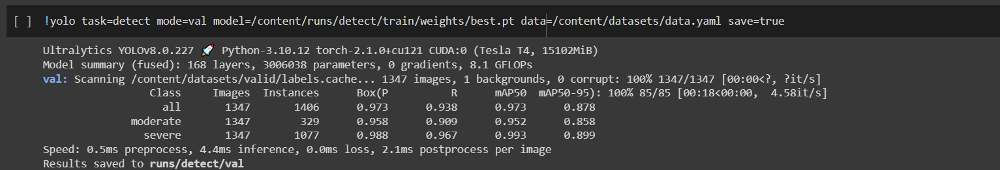 [ ] !yolo task=detect mode=val model=/content/runs/detect/train/weights/best.pt data=/content/datasets/data.yaml save=true
Ultralytics YOLOv8.0.227 🚀 Python-3.10.12 torch-2.1.0+cu121 CUDA:0 (Tesla T4, 15102MiB)
Model summary (fused): 168 layers, 3006038 parameters, 0 gradients, 8.1 GFLOPs
val: Scanning /content/datasets/valid/labels.cache... 1347 images, 1 backgrounds, 0 corrupt: 100% 1347/1347 [00:00<?, ?it/s]
Class Images Instances Box(P R mAP50 mAP50-95): 100% 85/85 [00:18<00:00, 4.58it/s]
all 1347 1406 0.973 0.938 0.973 0.878
moderate 1347 329 0.958 0.909 0.952 0.858
severe 1347 1077 0.988 0.967 0.993 0.899
Speed: 0.5ms preprocess, 4.4ms inference, 0.0ms loss, 2.1ms postprocess per image
Results saved to runs/detect/val